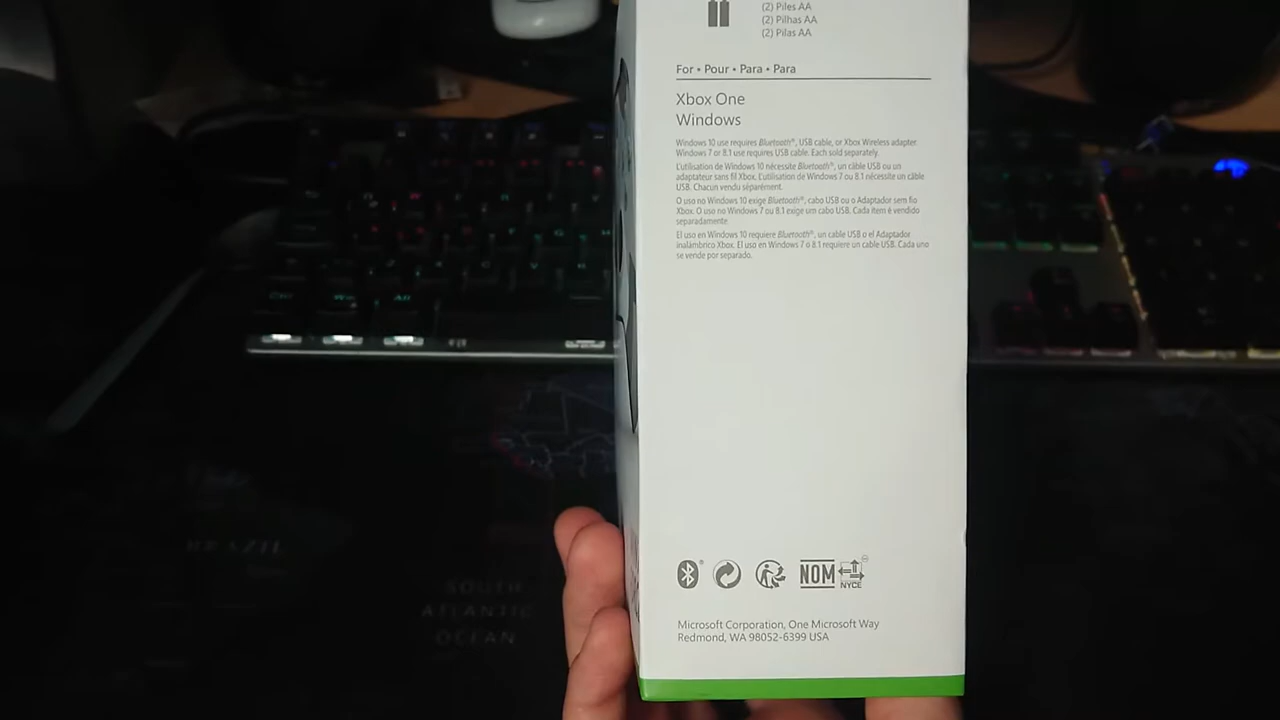 (2) Piles AA
(2) Pilhas AA
(2) Pilas AA
For • Pour • Para • Para
Xbox One
Windows
Windows 10 use requires Bluetooth®, USB cable, or Xbox Wireless adapter.
Windows 7 or 8.1 use requires USB cable. Each sold separately.
L'utilisation de Windows 10 nécessite Bluetooth®, un câble USB ou un
adaptateur sans fil Xbox. L'utilisation de Windows 7 ou 8.1 nécessite un câble
USB. Chacun vendu séparément.
O uso no Windows 10 exige Bluetooth®, cabo USB ou o Adaptador sem fio
Xbox. O uso no Windows 7 ou 8.1 exige um cabo USB. Cada item é vendido
separadamente.
El uso en Windows 10 requiere Bluetooth®, un cable USB o el Adaptador
inalámbrico Xbox. El uso en Windows 7 o 8.1 requiere un cable USB. Cada uno
se vende por separado.
NOM
NYCE
Microsoft Corporation, One Microsoft Way
Redmond, WA 98052-6399 USA
Ctrl
Win
Alt
BRAZIL
SOUTH
ATLANTIC
OCEAN